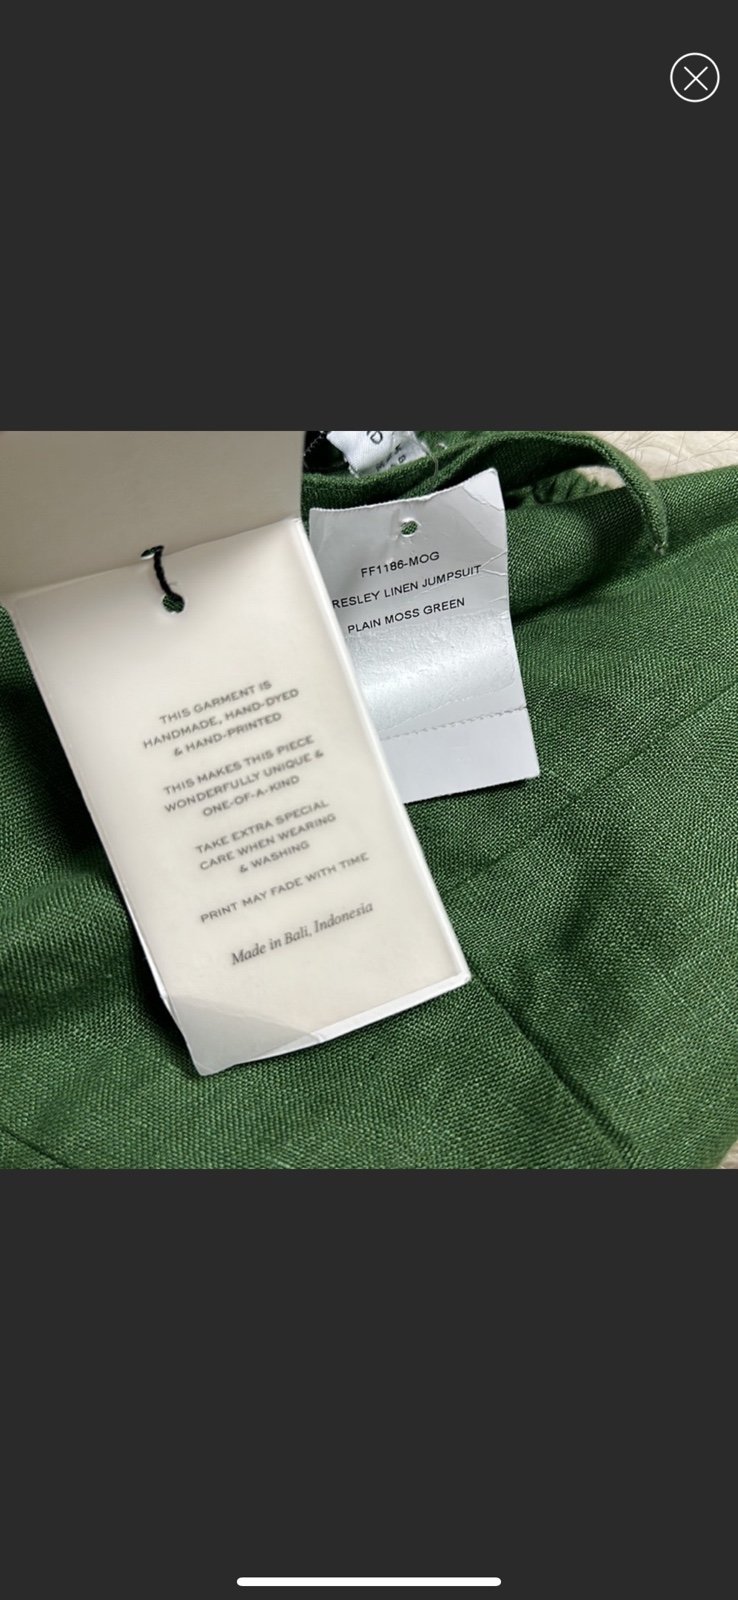 THIS GARMENT IS
HANDMADE, HAND-DYED
& HAND-PRINTED
THIS MAKES THIS PIECE
WONDERFULLY UNIQUE &
ONE-OF-A-KIND
TAKE EXTRA SPECIAL
CARE WHEN WEARING
& WASHING
PRINT MAY FADE WITH TIME
Made in Bali, Indonesia
FF1186-MOG
RESLEY LINEN JUMPSUIT
PLAIN MOSS GREEN